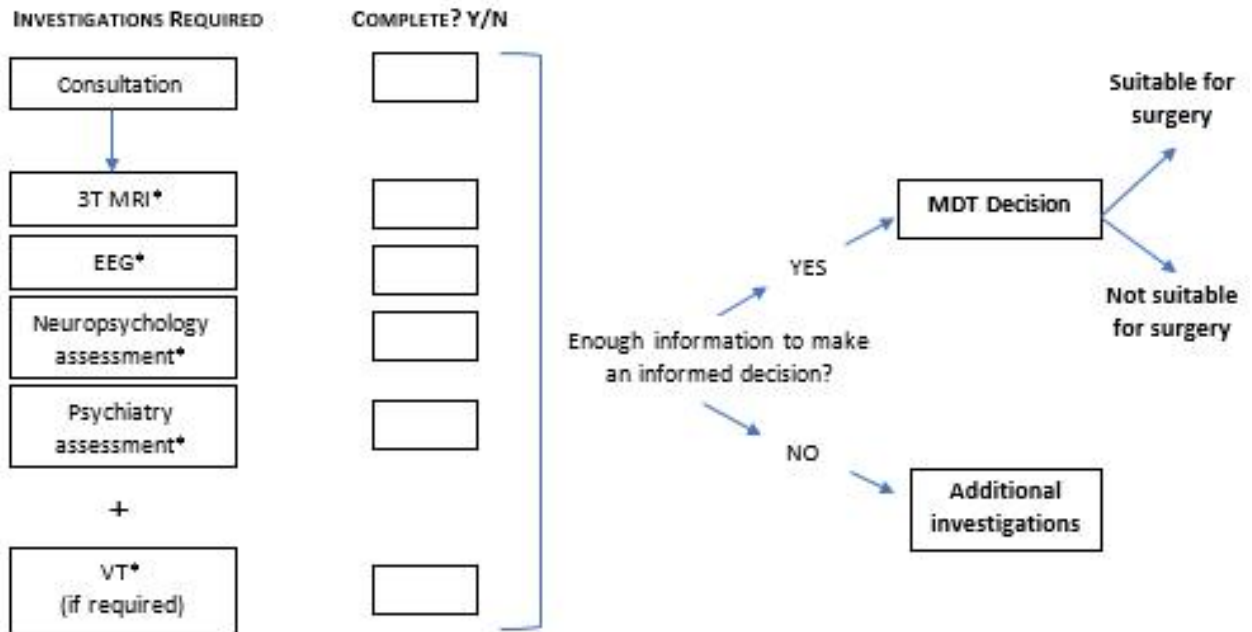 INVESTIGATIONS REQUIRED
COMPLETE? Y/N
Consultation
3T MRI*
EEG*
Neuropsychology
assessment*
Psychiatry
assessment*
+
VT*
(if required)
Enough information to make
an informed decision?
YES
NO
MDT Decision
Additional
investigations
Suitable for
surgery
Not suitable
for surgery